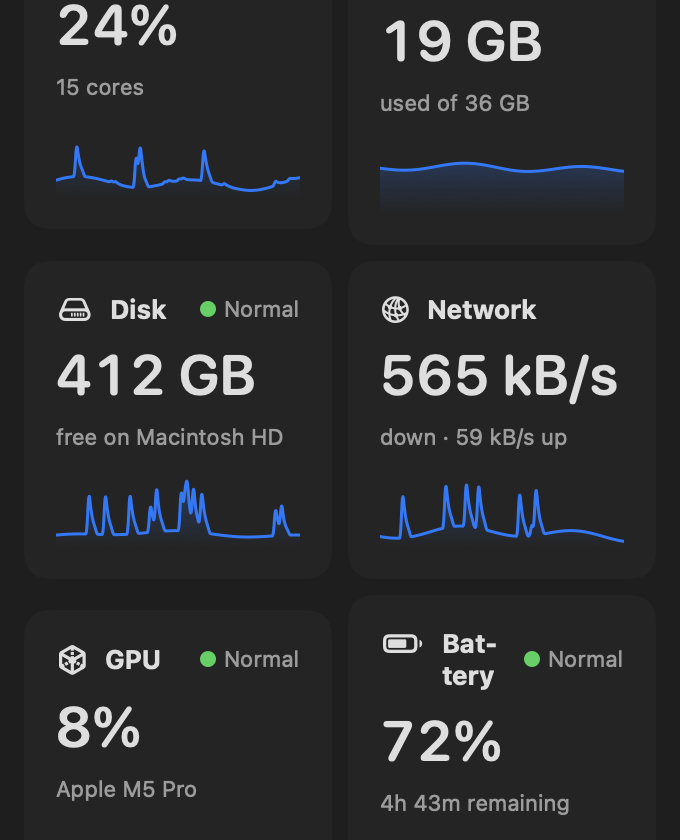 24%
15 cores
19 GB
used of 36 GB
Disk
Normal
412 GB
free on Macintosh HD
Network
565 kB/s
down · 59 kB/s up
GPU
Normal
8%
Apple M5 Pro
Bat-
tery
Normal
72%
4h 43m remaining